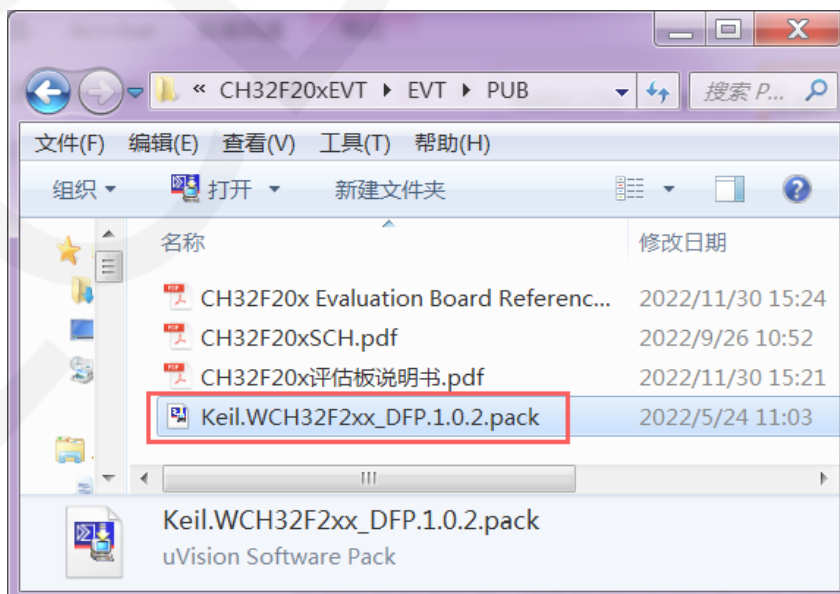 « CH32F20xEVT ▸ EVT ▸ PUB
搜索 P...
文件(F) 编辑(E) 查看(V) 工具(T) 帮助(H)
组织 打开 新建文件夹
名称 修改日期
CH32F20x Evaluation Board Referenc... 2022/11/30 15:24
CH32F20xSCH.pdf 2022/9/26 10:52
CH32F20x评估板说明书.pdf 2022/11/30 15:21
Keil.WCH32F2xx_DFP.1.0.2.pack 2022/5/24 11:03
Keil.WCH32F2xx_DFP.1.0.2.pack
uVision Software Pack